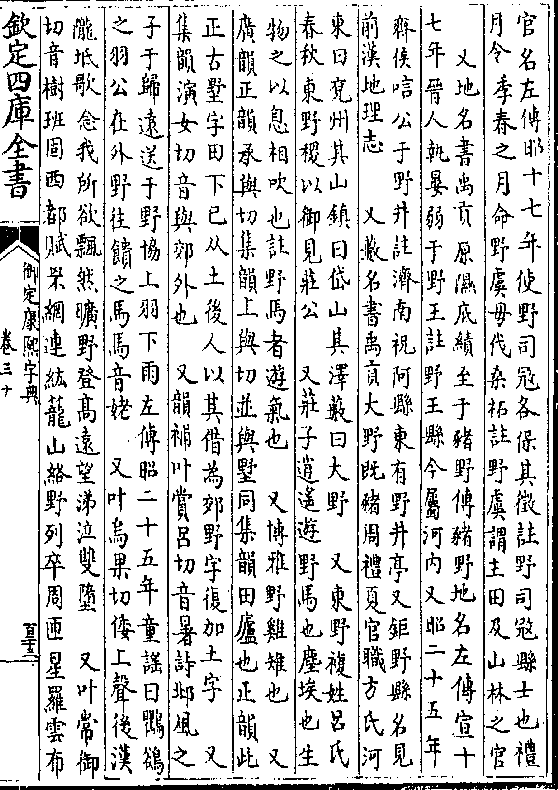 官名左傳昭十七年使野司寇各保其徵註野司寇縣士也禮
月令季春之月命野虞毋伐桑柘註野虞謂主田及山林之官
又地名書禹貢原隰底績至于豬野傳豬野地名左傳宣十
七年晉人執晏弱于野王註野王縣今屬河內又昭二十五年
齊侯唁公于野井註濟南祝阿縣東有野井亭又鉅野縣名見
前漢地理志　又藪名書禹貢大野既豬周禮夏官職方氏河
東曰兗州其山鎮曰岱山其澤藪曰大野　又東野複姓呂氏
春秋東野稷以御見莊公　又莊子逍遙遊野馬也塵埃也生
物之以息相吹也註野馬者遊氣也　又博雅野雞雉也　又
廣韻正韻承與切集韻上與切並與墅同集韻田廬也正韻此
正古墅字田下已从土後人以其借為郊野字復加土字　又
集韻演女切音與郊外也　又韻補叶賞呂切音暑詩邶風之
子于歸遠送于野協上羽下雨左傳昭二十五年童謠曰鸜鵒
之羽公在外野往饋之馬馬音姥　又叶烏果切倭上聲後漢
隴坻歌念我所欲飄然曠野登高遠望涕泣雙墮　又叶常御
切音樹班固西都賦罘網連紘籠山絡野列卒周匝星羅雲布
欽定四庫全書
御定康熙字典
卷三十